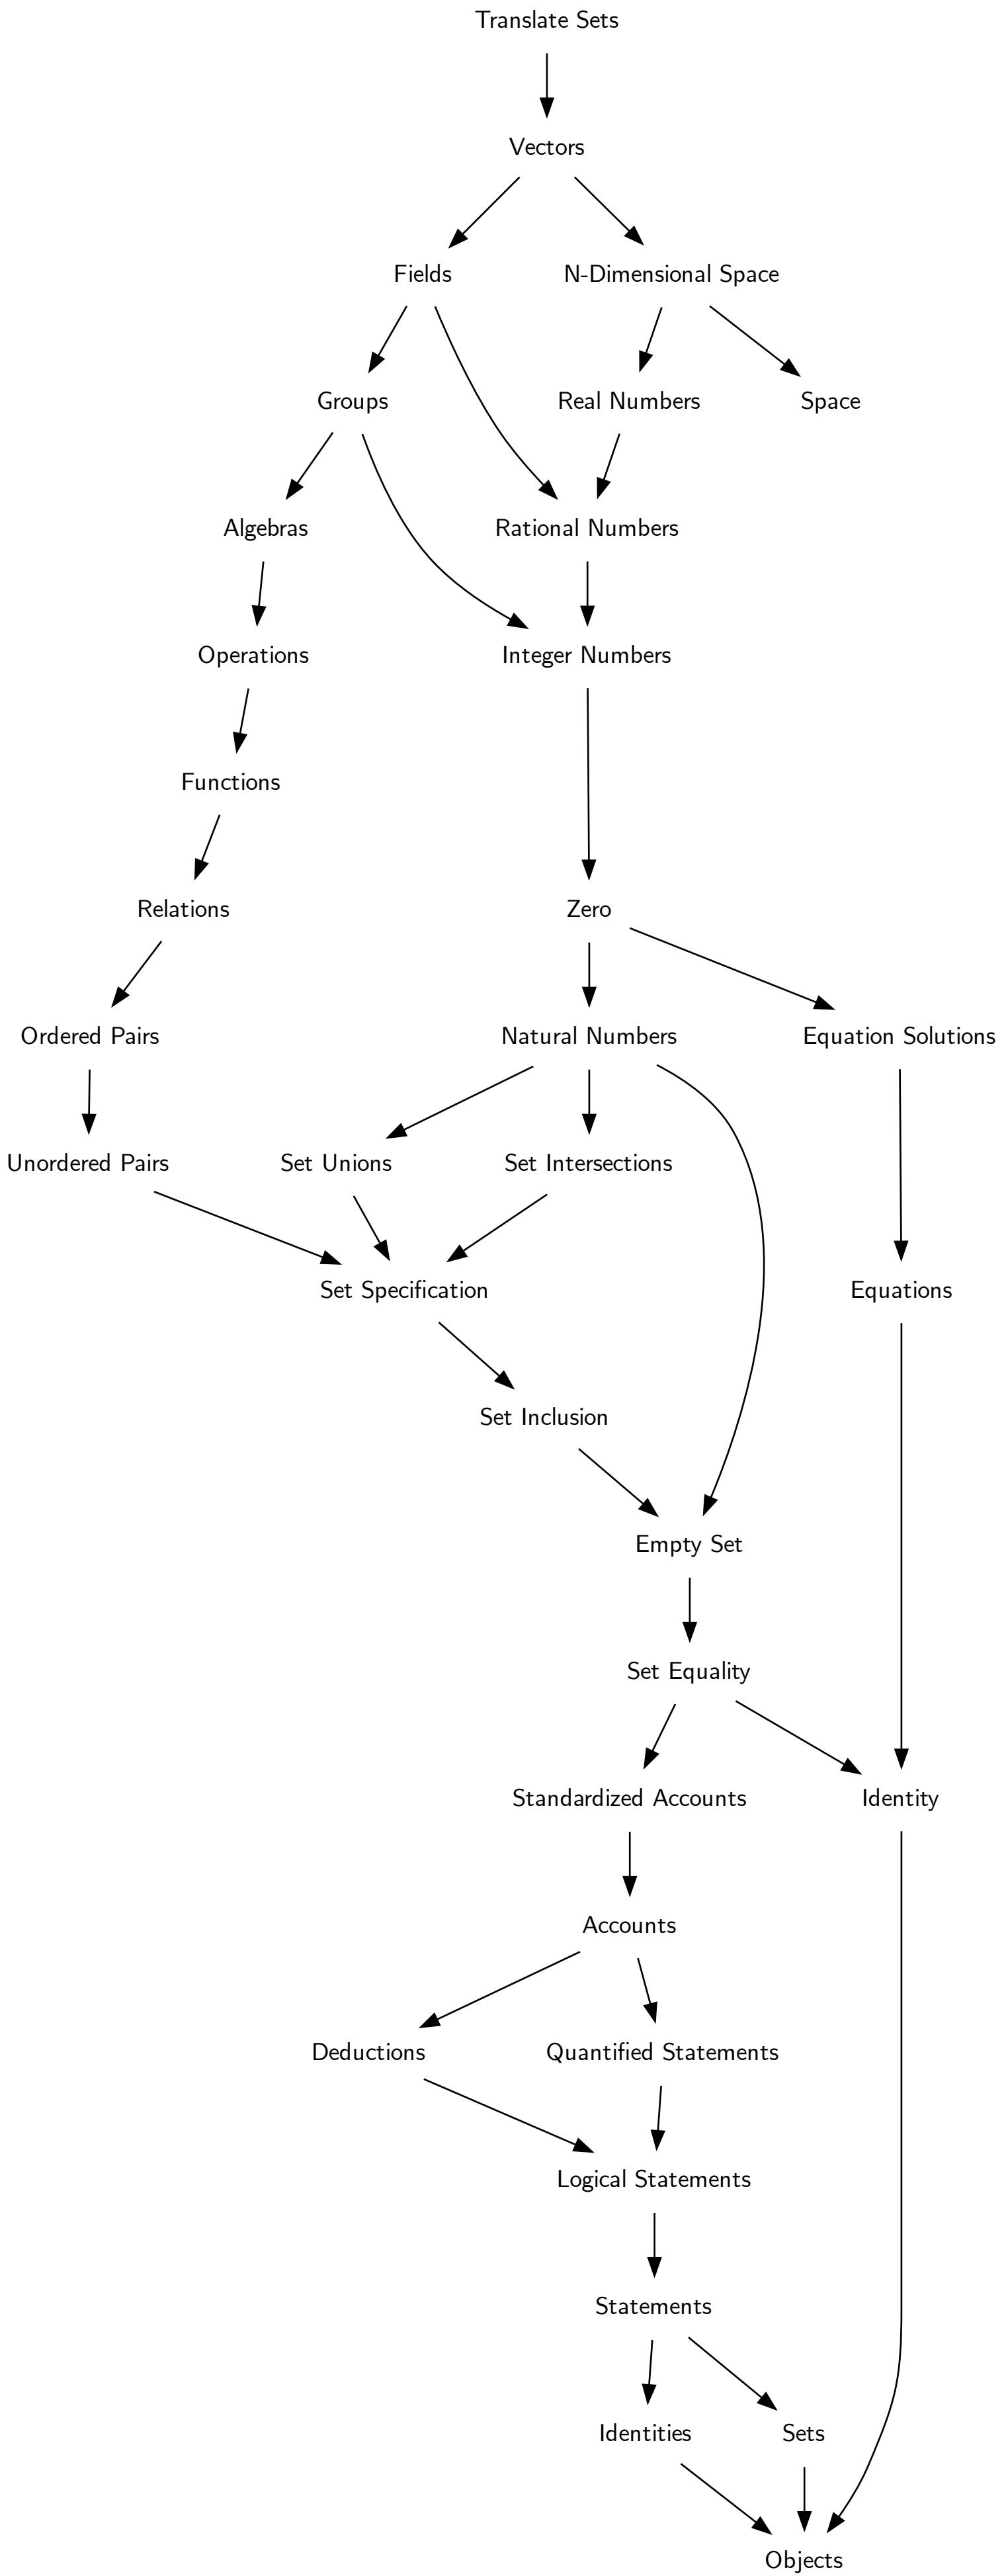 Translate Sets
Vectors
Fields
N-Dimensional Space
Groups
Real Numbers
Space
Algebras
Rational Numbers
Operations
Integer Numbers
Functions
Relations
Zero
Ordered Pairs
Natural Numbers
Equation Solutions
Unordered Pairs
Set Unions
Set Intersections
Set Specification
Equations
Set Inclusion
Empty Set
Set Equality
Standardized Accounts
Identity
Accounts
Deductions
Quantified Statements
Logical Statements
Statements
Identities
Sets
Objects